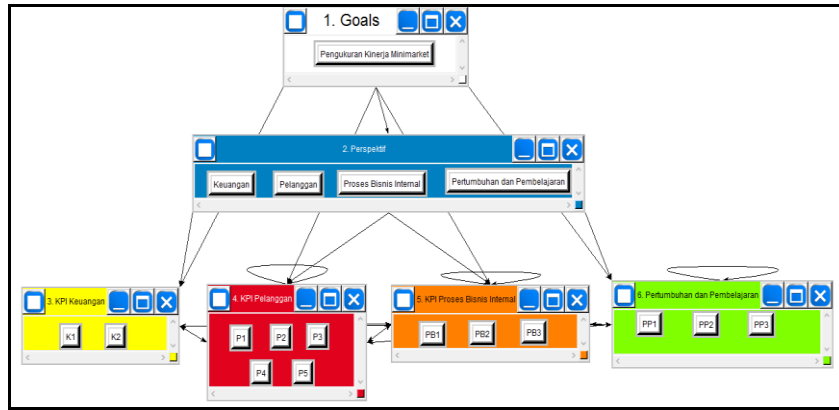 1. Goals
Pengukuran Kinerja Minimarket
2. Perspektif
Keuangan
Pelanggan
Proses Bisnis Internal
Pertumbuhan dan Pembelajaran
3. KPI Keuangan
K1
K2
4. KPI Pelanggan
P1
P2
P3
P4
P5
5. KPI Proses Bisnis Internal
PB1
PB2
PB3
6. Pertumbuhan dan Pembelajaran
PP1
PP2
PP3